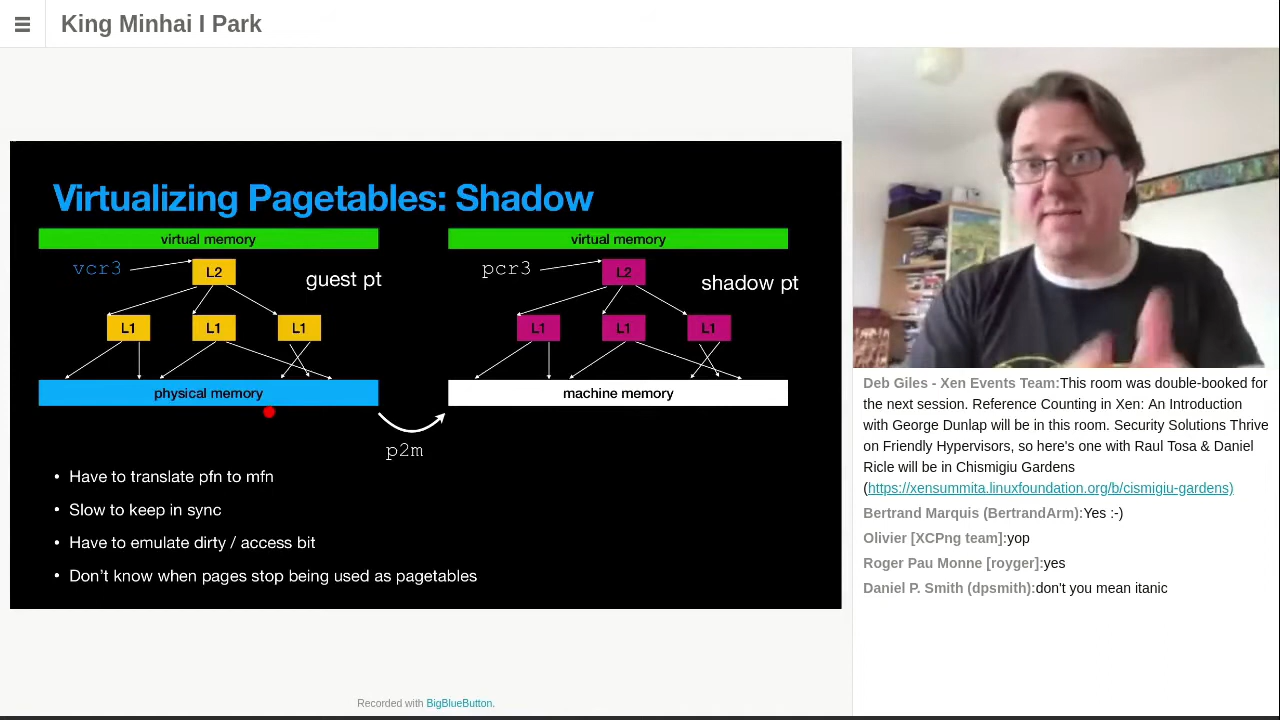 King Minhai I Park
Virtualizing Pagetables: Shadow
virtual memory
vcr3
L2
guest pt
L1 L1 L1
physical memory
virtual memory
pcr3
L2
shadow pt
L1 L1 L1
machine memory
p2m
• Have to translate pfn to mfn
• Slow to keep in sync
• Have to emulate dirty / access bit
• Don't know when pages stop being used as pagetables
Deb Giles - Xen Events Team:This room was double-booked for
the next session. Reference Counting in Xen: An Introduction
with George Dunlap will be in this room. Security Solutions Thrive
on Friendly Hypervisors, so here's one with Raul Tosa & Daniel
Ricle will be in Chismigiu Gardens
(https://xensummita.linuxfoundation.org/b/cismigiu-gardens)
Bertrand Marquis (BertrandArm):Yes :-)
Olivier [XCPng team]:yop
Roger Pau Monne [royger]:yes
Daniel P. Smith (dpsmith):don't you mean itanic
Recorded with BigBlueButton.